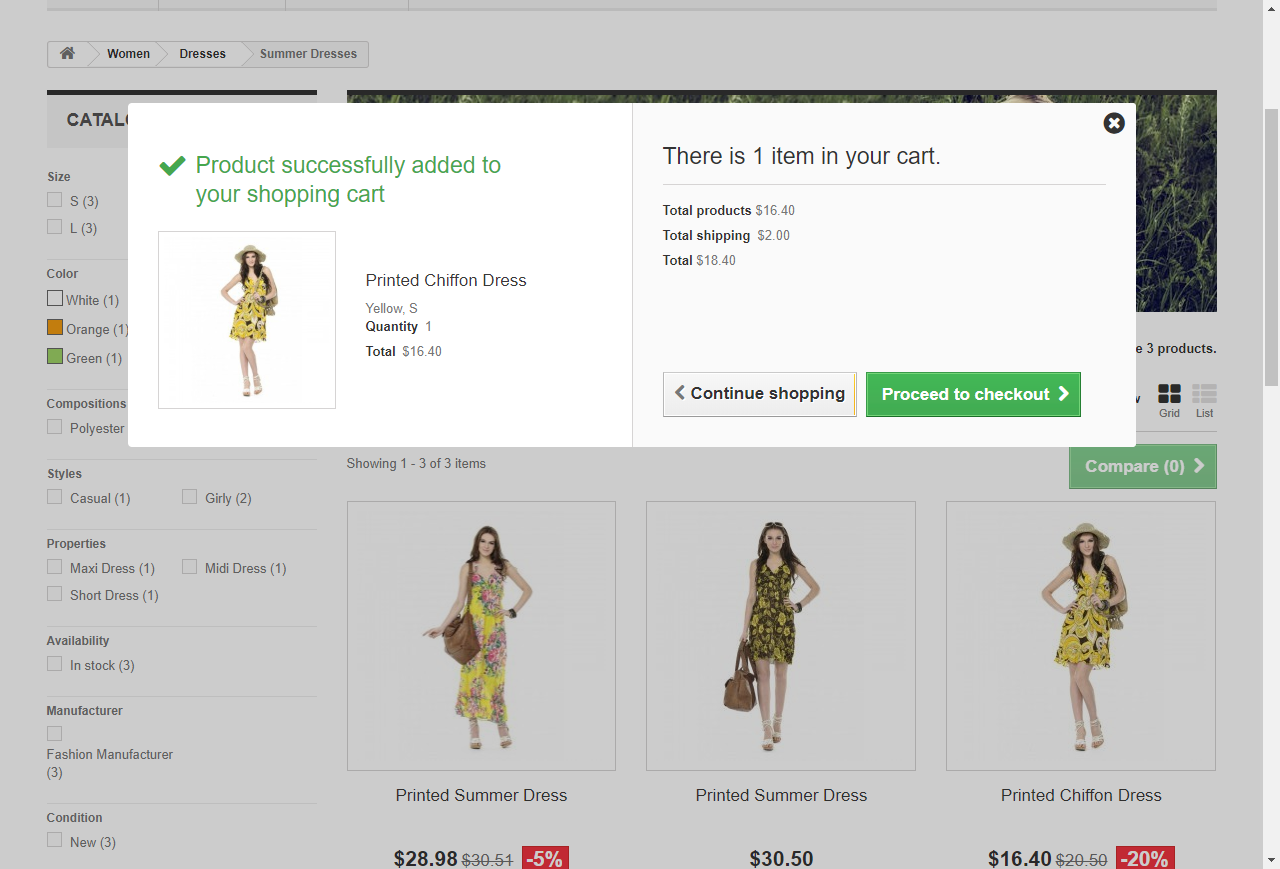 Women
Dresses
Summer Dresses
CATALO
Product successfully added to
your shopping cart
Printed Chiffon Dress
Yellow, S
Quantity 1
Total $16.40
There is 1 item in your cart.
Total products $16.40
Total shipping $2.00
Total $18.40
Continue shopping
Proceed to checkout
Size
S (3)
L (3)
Color
White (1)
Orange (1)
Green (1)
Compositions
Polyester
Styles
Casual (1)
Girly (2)
Properties
Maxi Dress (1)
Midi Dress (1)
Short Dress (1)
Availability
In stock (3)
Manufacturer
Fashion Manufacturer
(3)
Condition
New (3)
e 3 products.
Grid
List
Showing 1 - 3 of 3 items
Compare (0)
Printed Summer Dress
$28.98 $30.51 -5%
Printed Summer Dress
$30.50
Printed Chiffon Dress
$16.40 $20.50 -20%